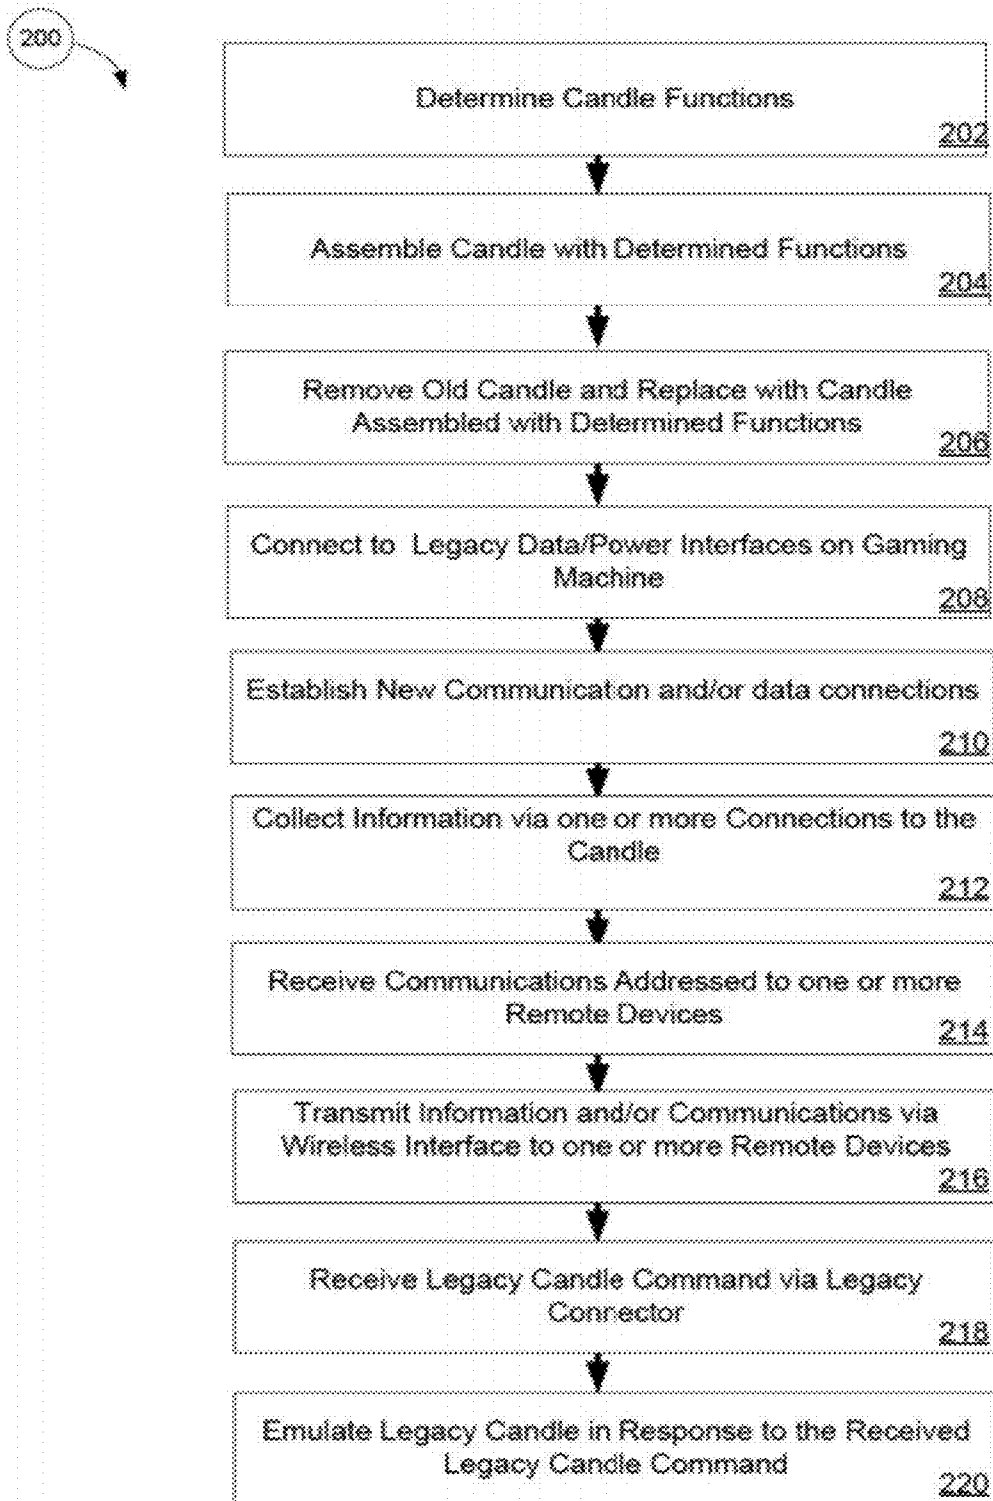 200
Determine Candle Functions
202
Assemble Candle with Determined Functions
204
Remove Old Candle and Replace with Candle
Assembled with Determined Functions
206
Connect to Legacy Data/Power Interfaces on Gaming
Machine
208
Establish New Communication and/or data connections
210
Collect Information via one or more Connections to the
Candle
212
Receive Communications Addressed to one or more
Remote Devices
214
Transmit Information and/or Communications via
Wireless Interface to one or more Remote Devices
216
Receive Legacy Candle Command via Legacy
Connector
218
Emulate Legacy Candle in Response to the Received
Legacy Candle Command
220